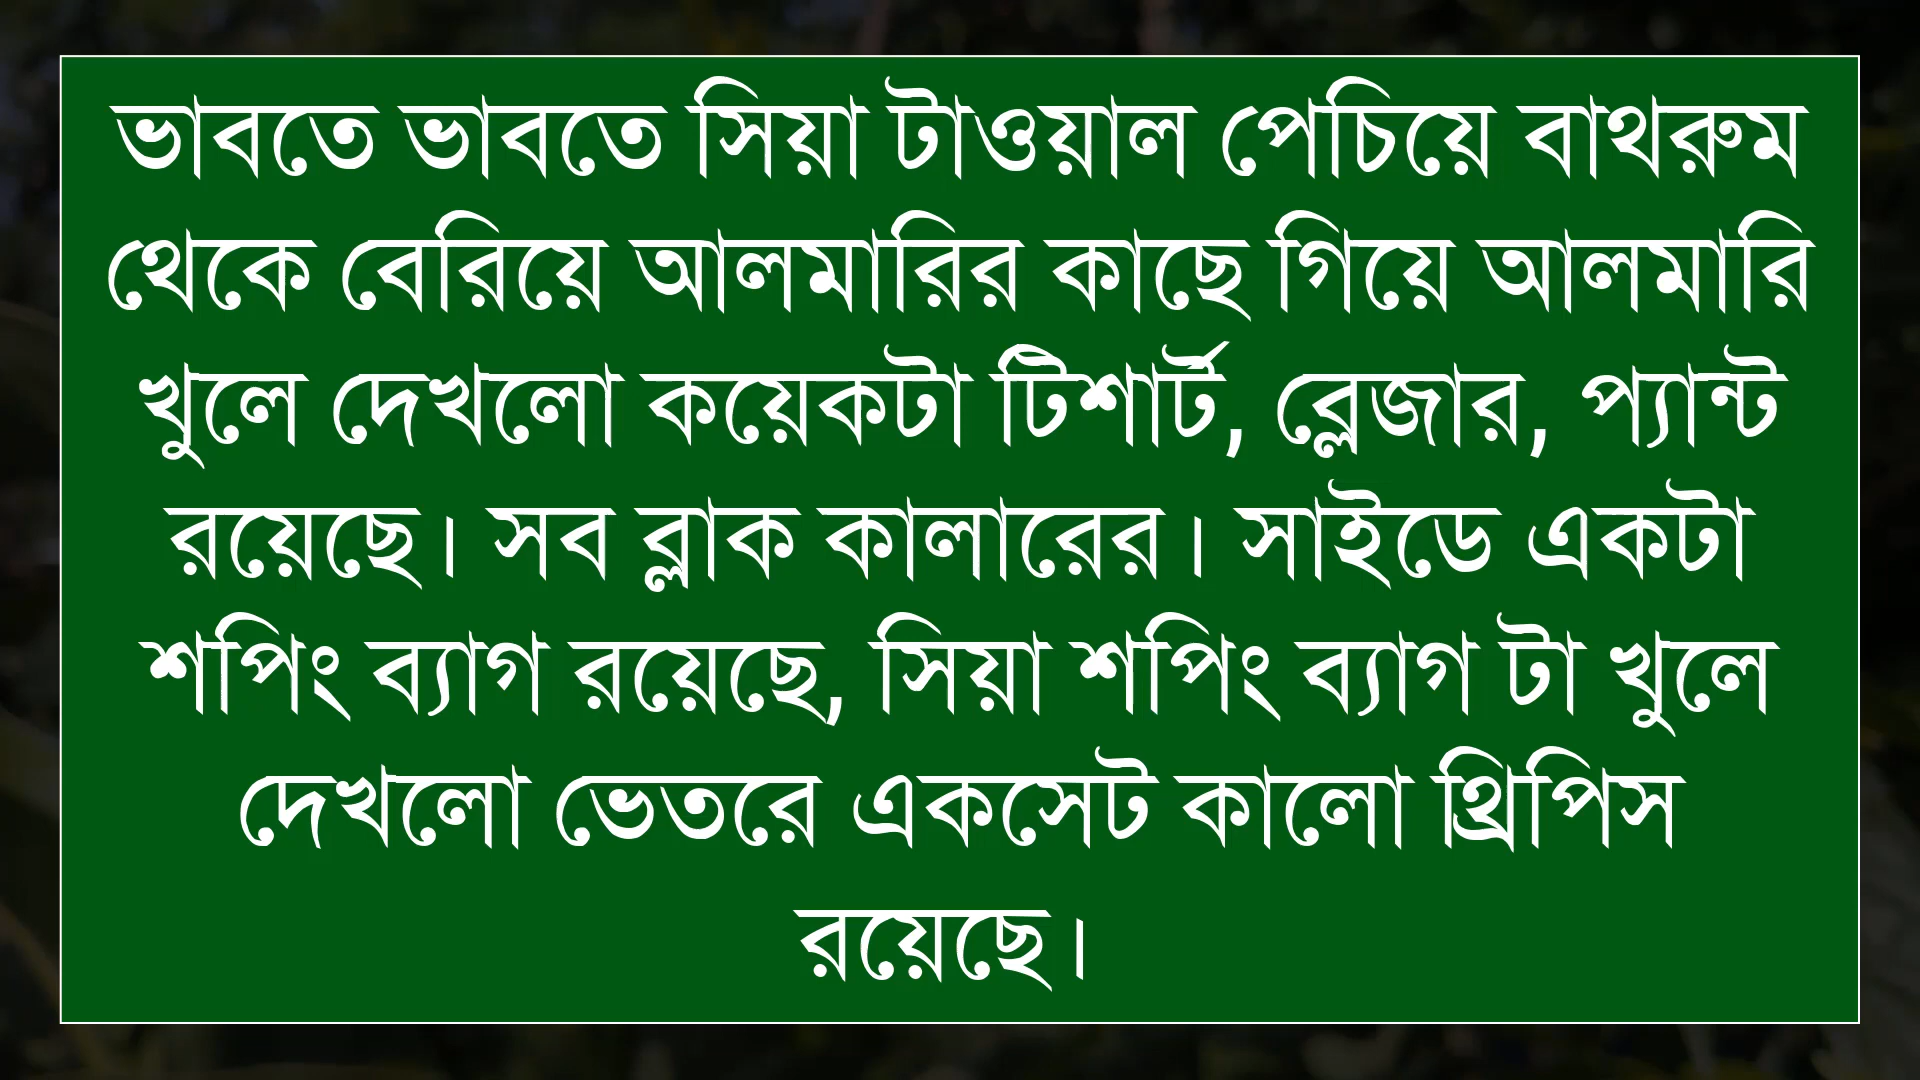 ভাবতে ভাবতে সিয়া টাওয়াল পেচিয়ে বাথরুম
থেকে বেরিয়ে আলমারির কাছে গিয়ে আলমারি
খুলে দেখলো কয়েকটা টিশার্ট, ব্লেজার, প্যান্ট
রয়েছে। সব ব্লাক কালারের। সাইডে একটা
শপিং ব্যাগ রয়েছে, সিয়া শপিং ব্যাগ টা খুলে
দেখলো ভেতরে একসেট কালো থ্রিপিস
রয়েছে।